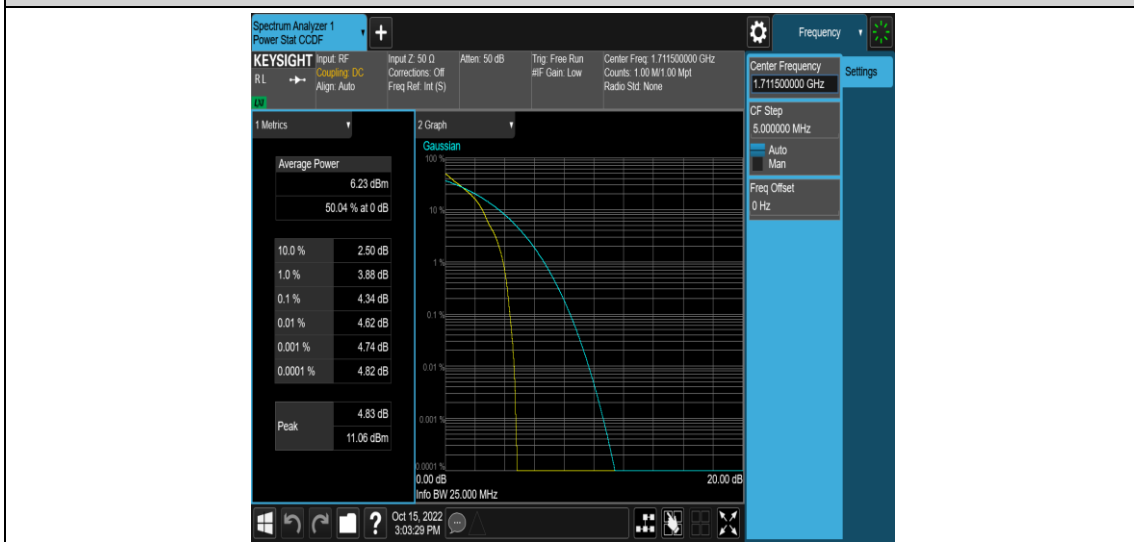 Spectrum Analyzer 1
Power Stat CCDF
+
Frequency
KEYSIGHT
RL
Input: RF
Coupling: DC
Align: Auto
Input Z: 50 Ω
Corrections: Off
Freq Ref: Int (S)
Atten: 50 dB
Trig: Free Run
#IF Gain: Low
Center Freq: 1.711500000 GHz
Counts: 1.00 M/1.00 Mpt
Radio Std: None
Center Frequency
1.711500000 GHz
Settings
CF Step
5.000000 MHz
Auto
Man
Freq Offset
0 Hz
1 Metrics
Average Power
6.23 dBm
50.04 % at 0 dB
10.0 % 2.50 dB
1.0 % 3.88 dB
0.1 % 4.34 dB
0.01 % 4.62 dB
0.001 % 4.74 dB
0.0001 % 4.82 dB
Peak 4.83 dB
11.06 dBm
2 Graph
Gaussian
100 %
10 %
1 %
0.1 %
0.01 %
0.001 %
0.0001 %
0.00 dB 20.00 dB
Info BW 25.000 MHz
?
Oct 15, 2022
3:03:29 PM